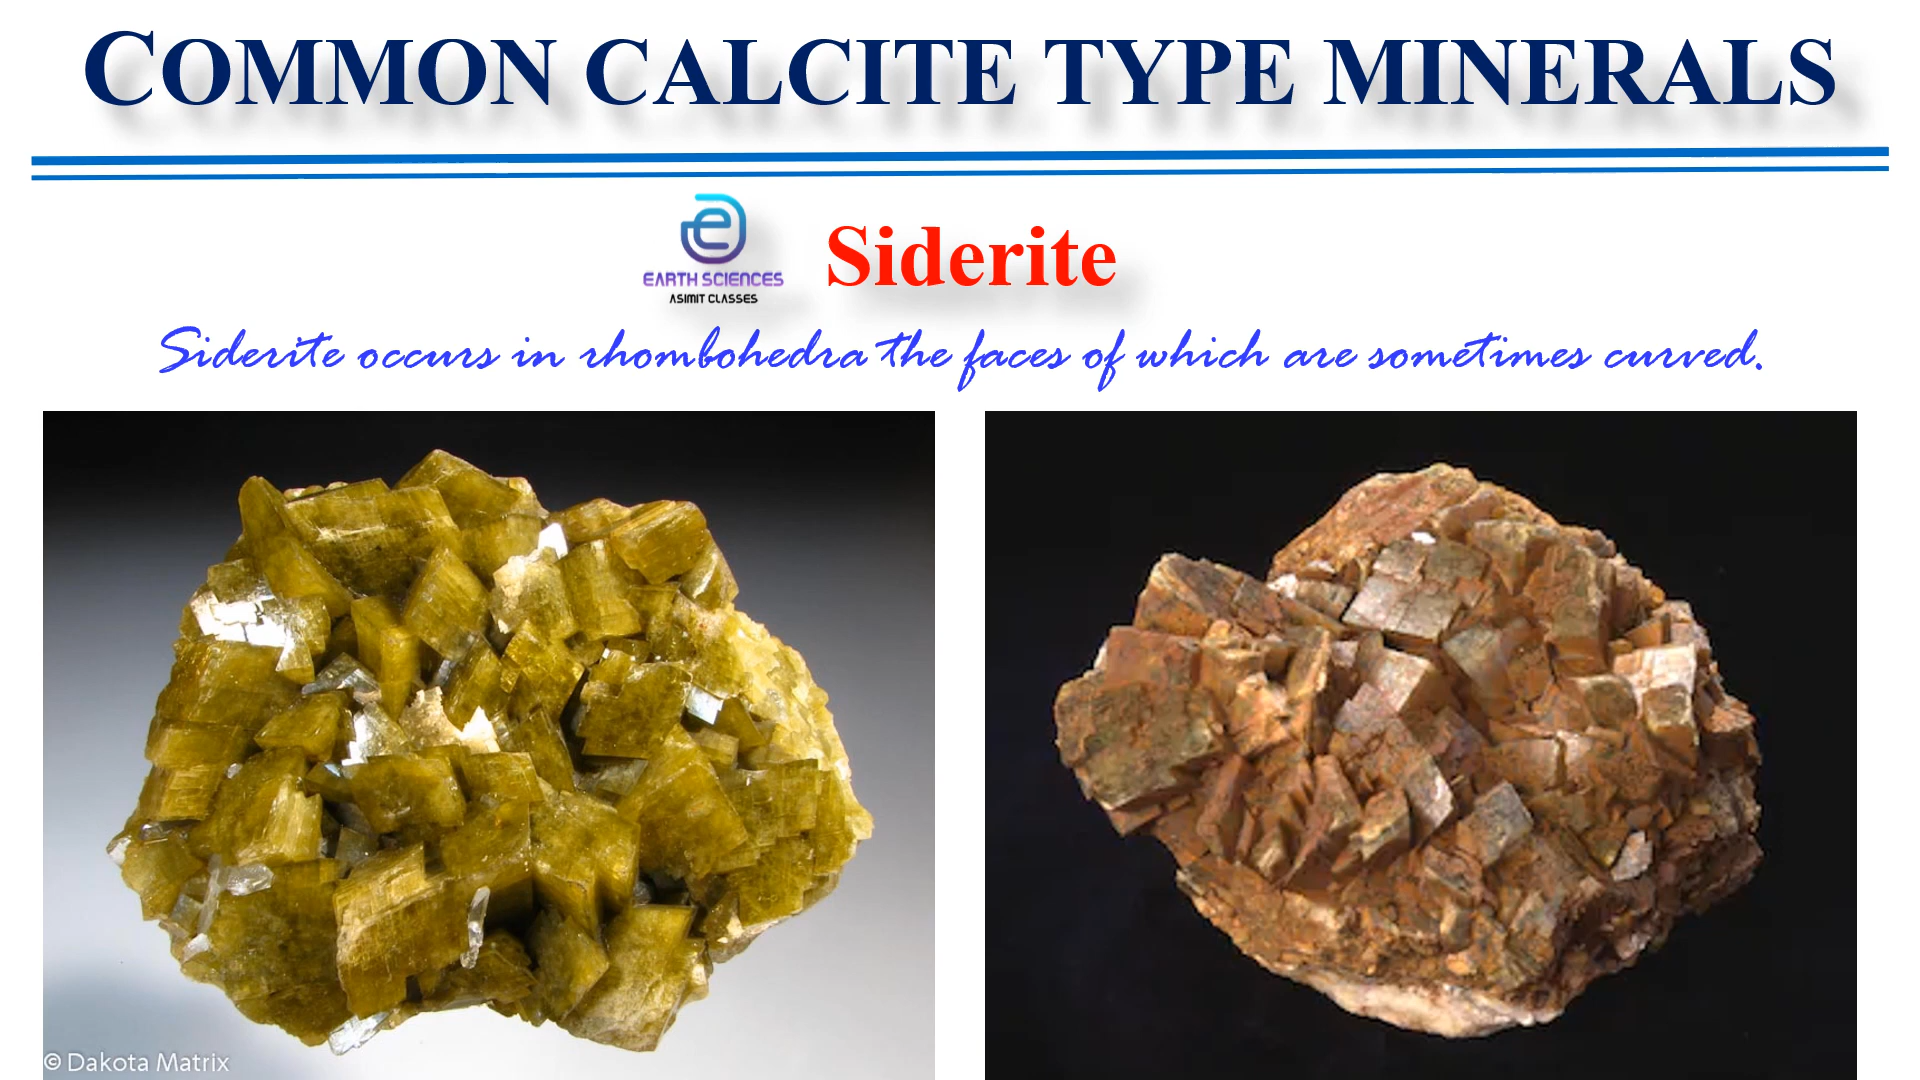 COMMON CALCITE TYPE MINERALS
EARTH SCIENCES
ASIMIT CLASSES
Siderite
Siderite occurs in rhombohedra the faces of which are sometimes curved.
© Dakota Matrix